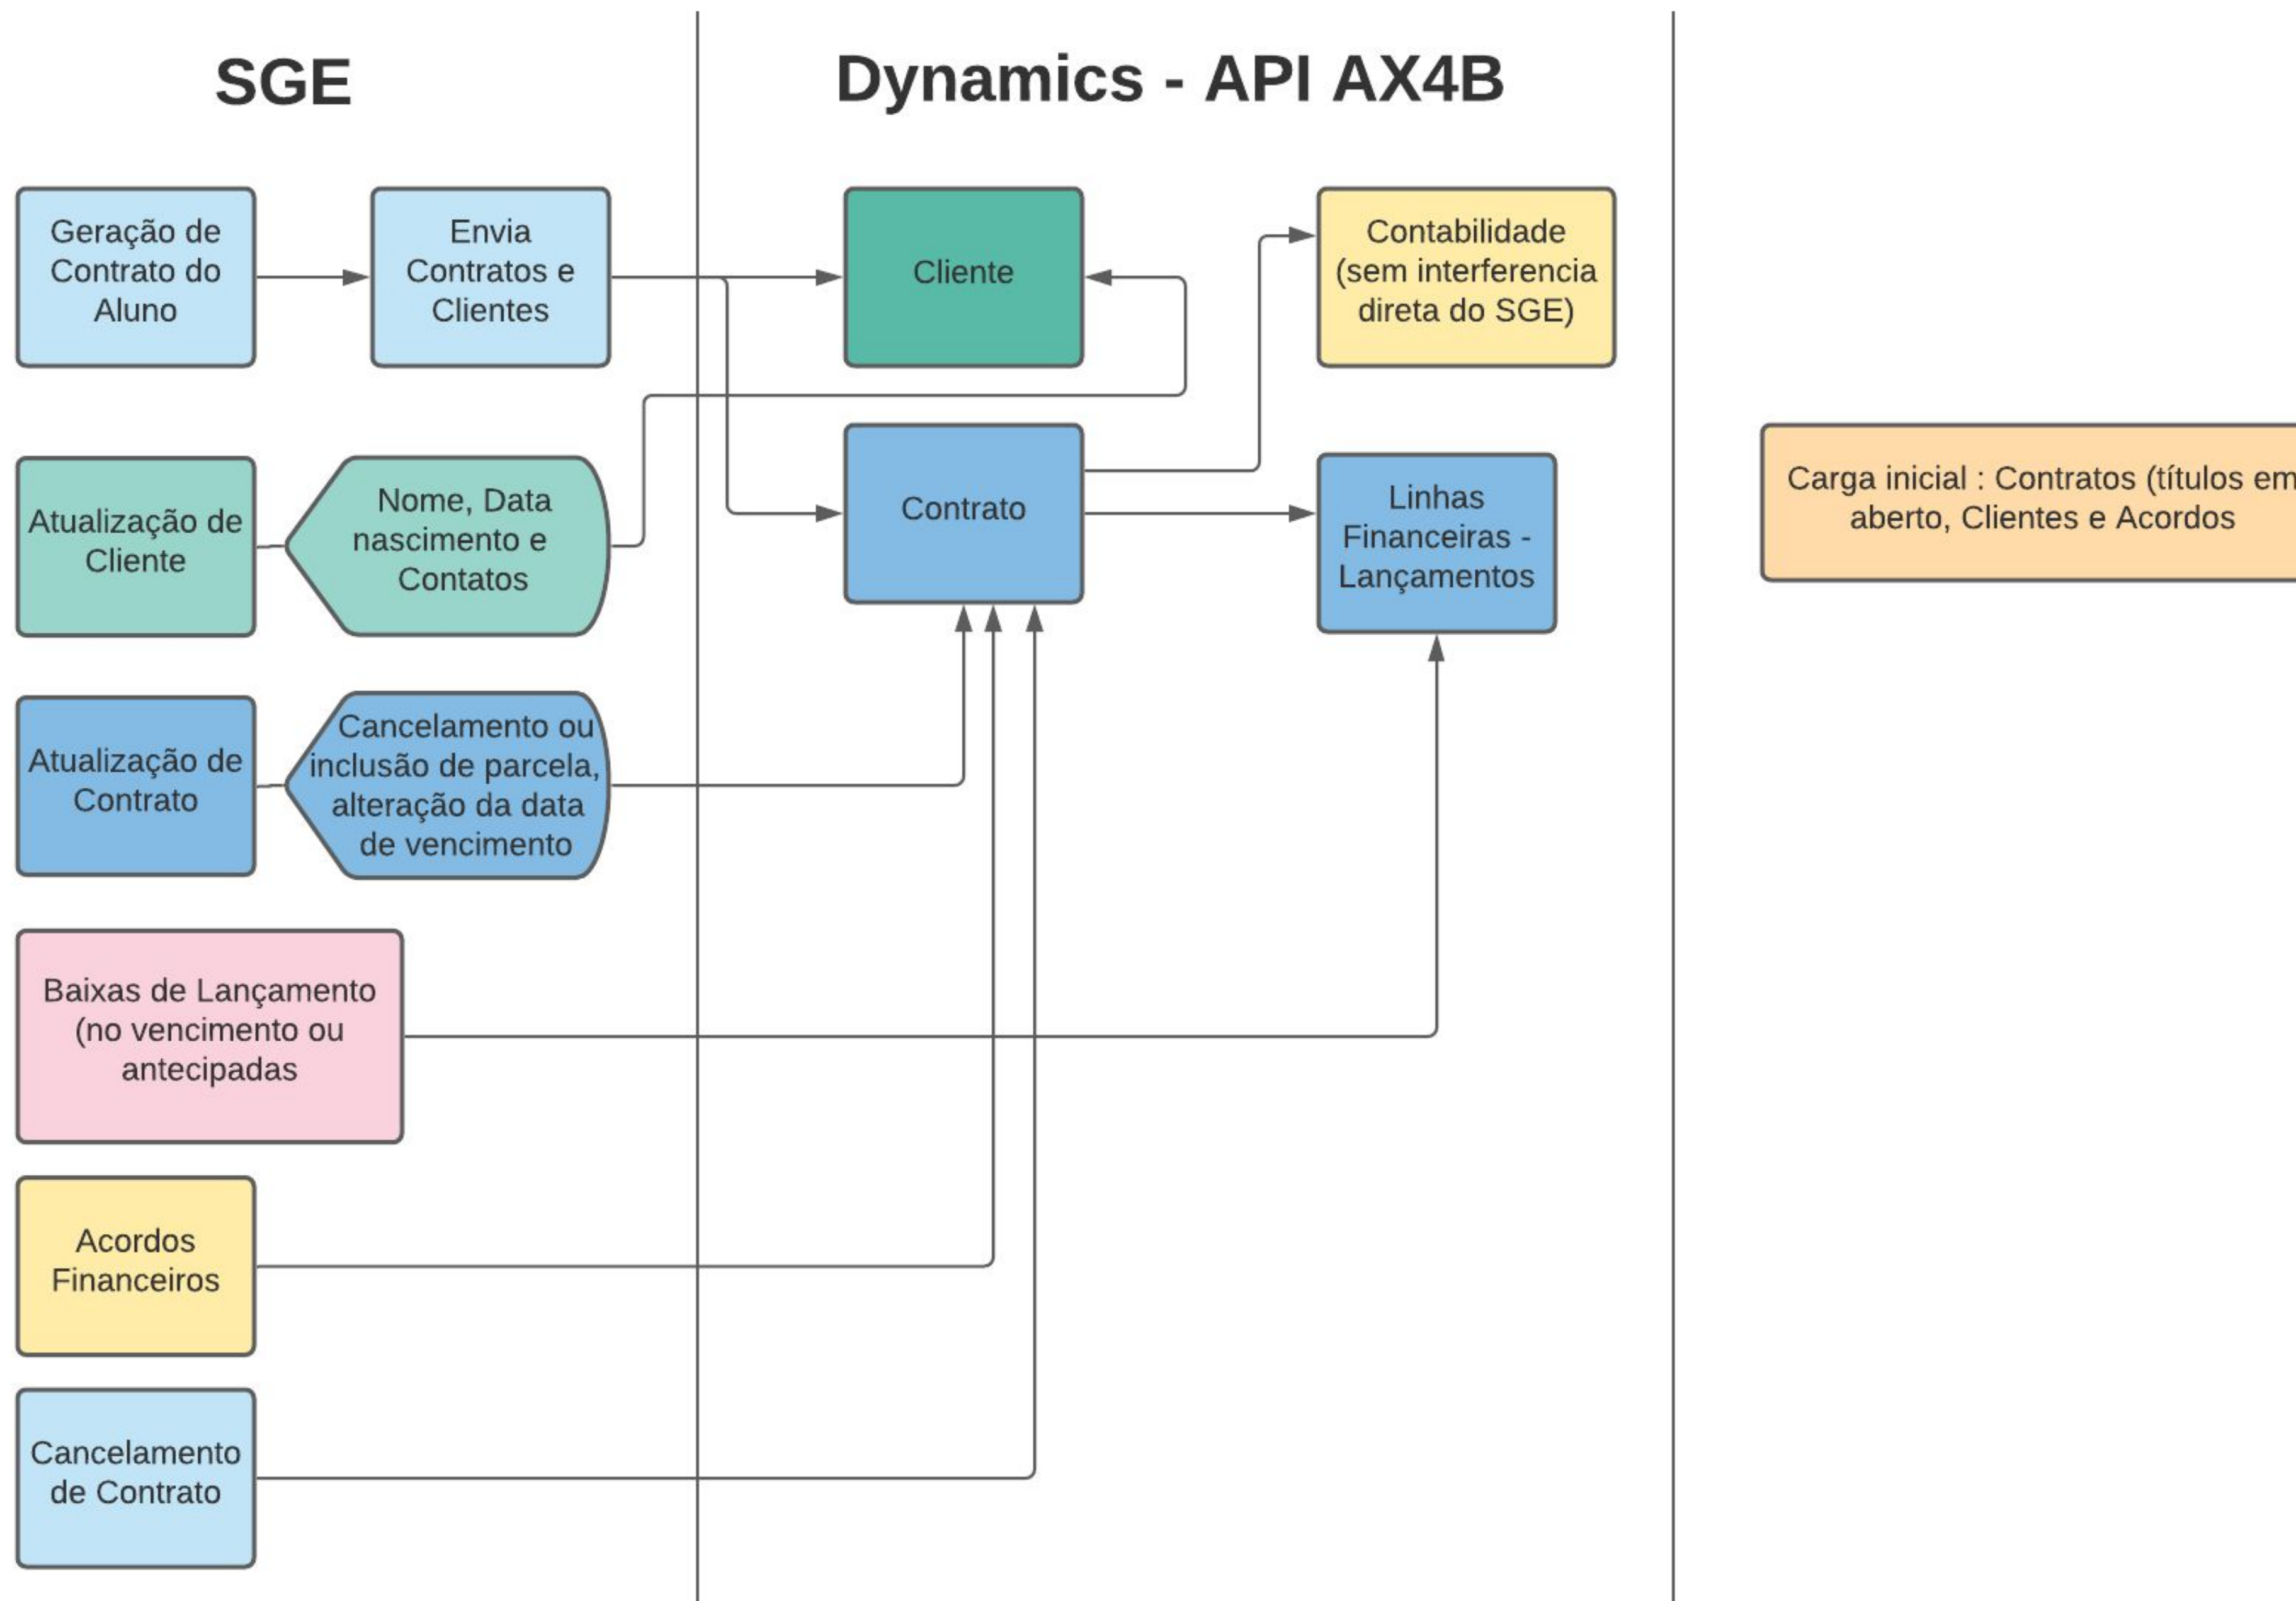 SGE
Dynamics - API AX4B
Geração de
Contrato do
Aluno
Envia
Contratos e
Clientes
Cliente
Contabilidade
(sem interferencia
direta do SGE)
Atualização de
Cliente
Nome, Data
nascimento e
Contatos
Contrato
Linhas
Financeiras -
Lançamentos
Carga inicial : Contratos (títulos em
aberto, Clientes e Acordos
Atualização de
Contrato
Cancelamento ou
inclusão de parcela,
alteração da data
de vencimento
Baixas de Lançamento
(no vencimento ou
antecipadas
Acordos
Financeiros
Cancelamento
de Contrato